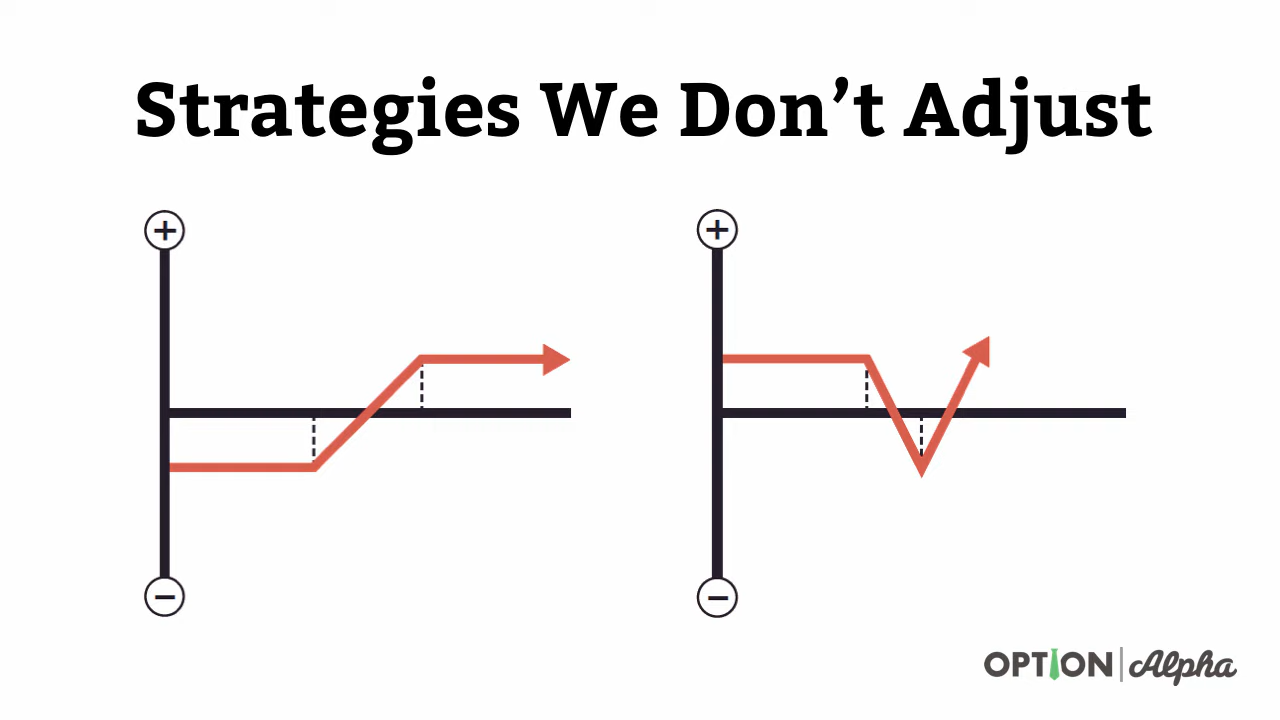 Strategies We Don’t Adjust
+
+
−
−
OPTION | Alpha